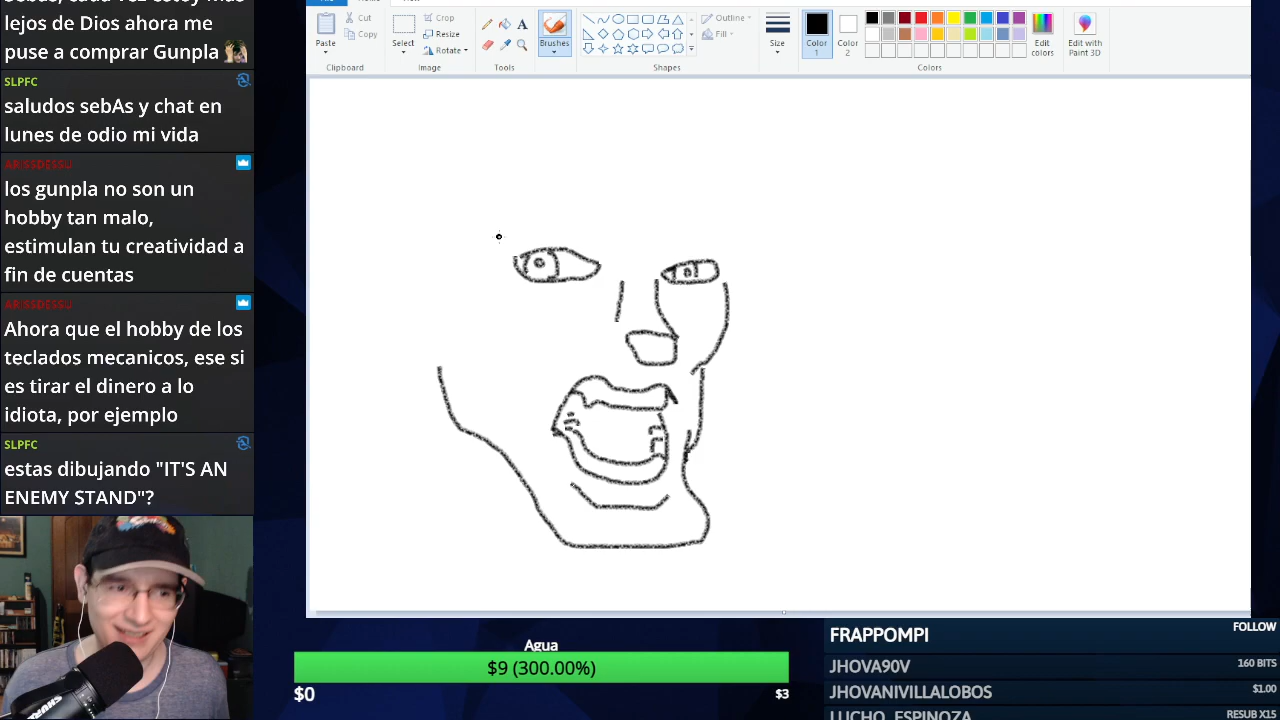 lejos de Dios ahora me
puse a comprar Gunpla
SLPFC
saludos sebAs y chat en
lunes de odio mi vida
ARISSDESSU
los gunpla no son un
hobby tan malo,
estimulan tu creatividad a
fin de cuentas
ARISSDESSU
Ahora que el hobby de los
teclados mecanicos, ese si
es tirar el dinero a lo
idiota, por ejemplo
SLPFC
estas dibujando "IT'S AN
ENEMY STAND"?
Paste
Cut
Copy
Clipboard
Select
Crop
Resize
Rotate
Image
A
Tools
Brushes
Outline
Fill
Shapes
Size
Color
1
Color
2
Colors
Edit
colors
Edit with
Paint 3D
Agua
$9 (300.00%)
$0
$3
FRAPPOMPI
FOLLOW
JHOVA90V
160 BITS
JHOVANIVILLALOBOS
$1.00
LUCHO_ESPINOZA
RESUB X15